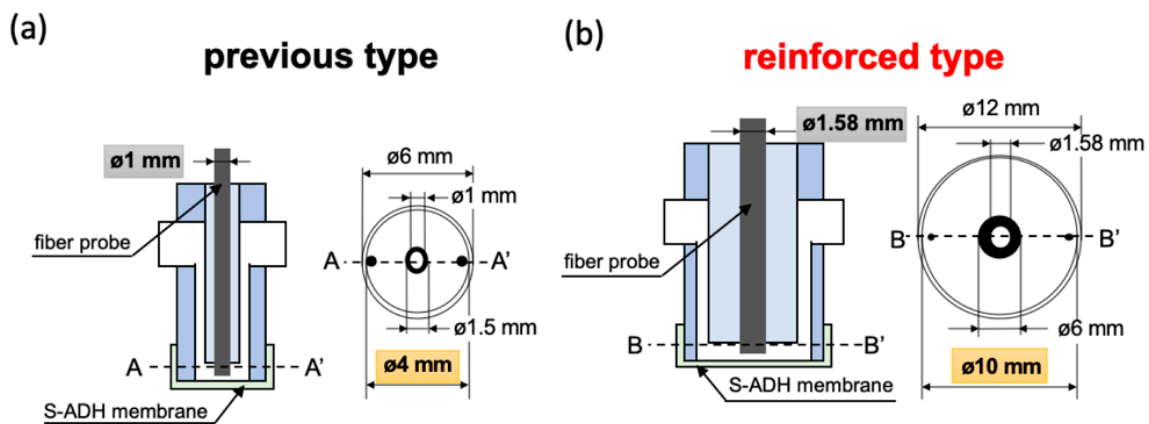 (a)
previous type
ø1 mm
fiber probe
A
A'
S-ADH membrane
ø6 mm
ø1 mm
A
A'
ø1.5 mm
ø4 mm
(b)
reinforced type
ø1.58 mm
fiber probe
B
B'
S-ADH membrane
ø12 mm
ø1.58 mm
B
B'
ø6 mm
ø10 mm